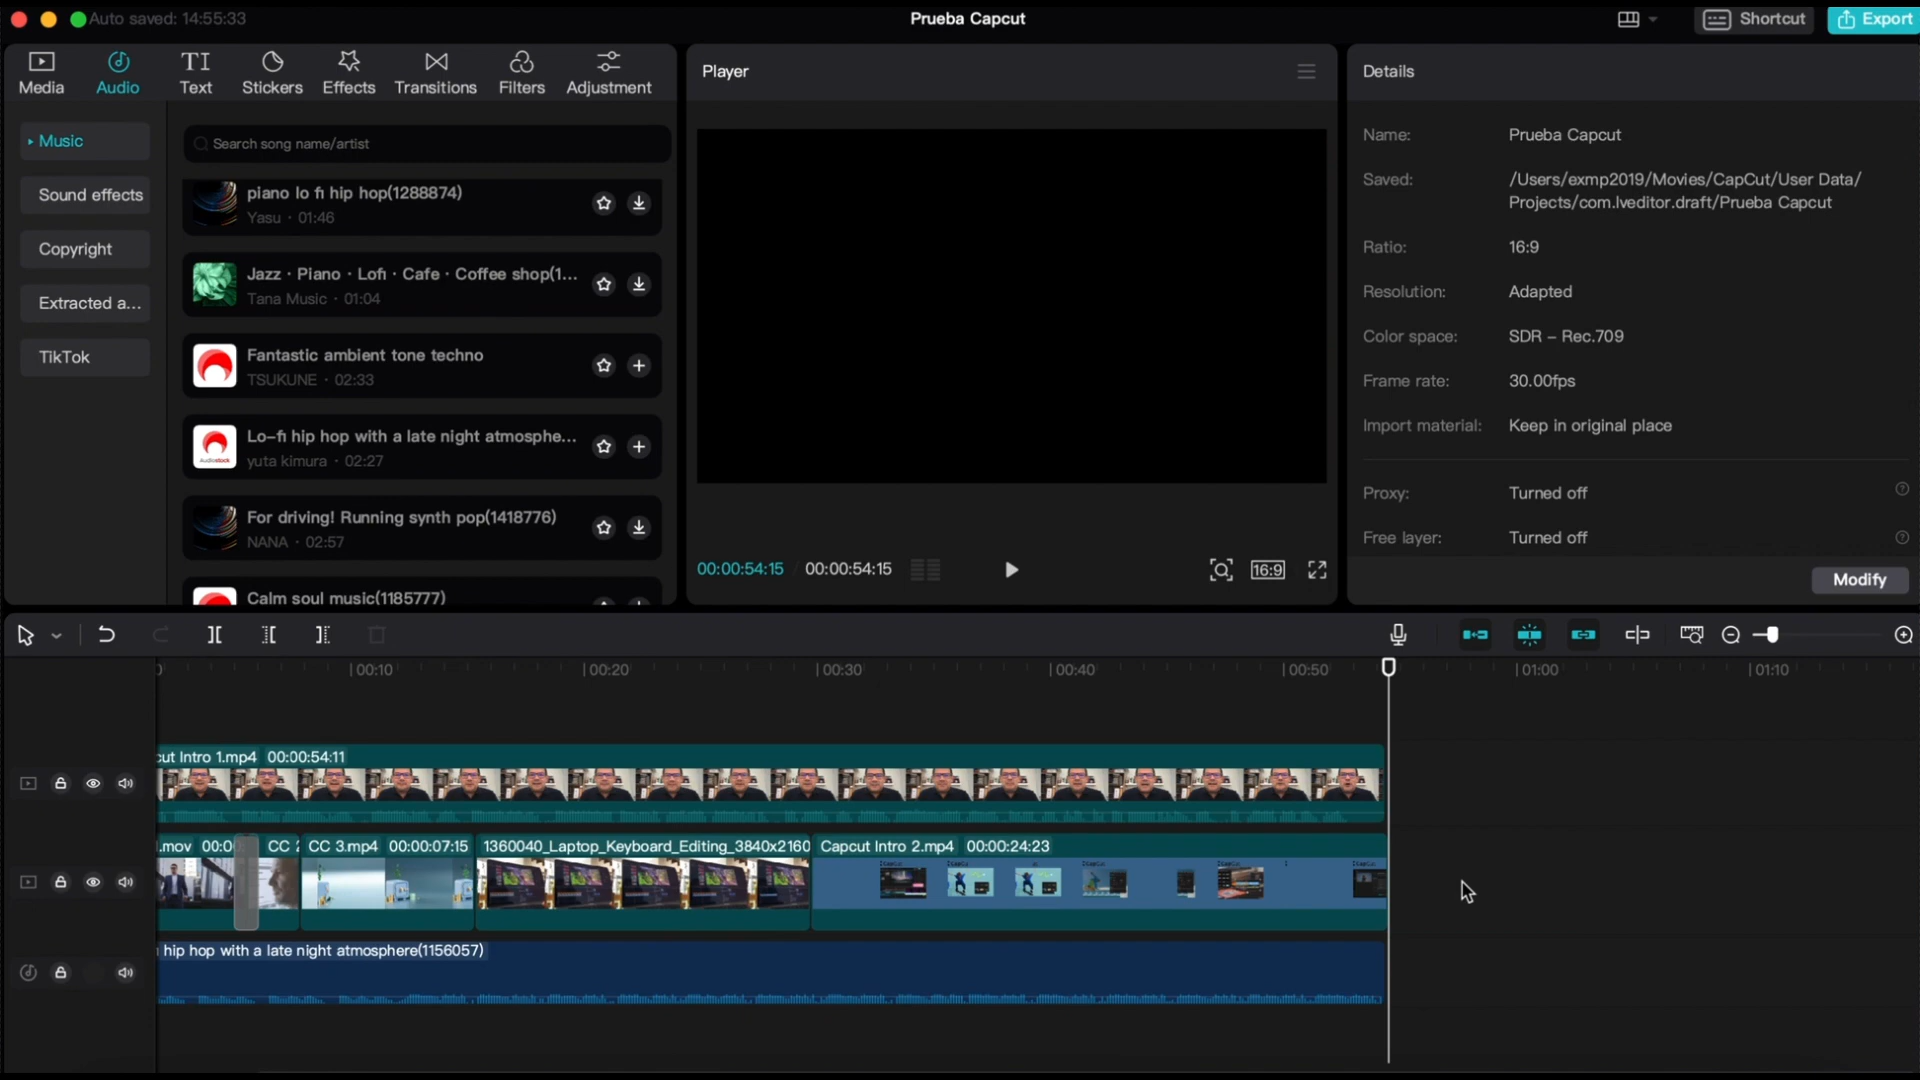 Auto saved: 14:55:33
Prueba Capcut
Shortcut
Export
Media
Audio
Text
Stickers
Effects
Transitions
Filters
Adjustment
Music
Sound effects
Copyright
Extracted a...
TikTok
Search song name/artist
piano lo fi hip hop(1288874)
Yasu · 01:46
Jazz · Piano · Lofi · Cafe · Coffee shop(1...
Tana Music · 01:04
Fantastic ambient tone techno
TSUKUNE · 02:33
Lo-fi hip hop with a late night atmosphe...
yuta kimura · 02:27
For driving! Running synth pop(1418776)
NANA · 02:57
Calm soul music(1185777)
Player
00:00:54:15
00:00:54:15
16:9
Details
Name: Prueba Capcut
Saved: /Users/exmp2019/Movies/CapCut/User Data/
Projects/com.lveditor.draft/Prueba Capcut
Ratio: 16:9
Resolution: Adapted
Color space: SDR – Rec.709
Frame rate: 30.00fps
Import material: Keep in original place
Proxy: Turned off
Free layer: Turned off
Modify
00:10
00:20
00:30
00:40
00:50
01:00
01:10
cut Intro 1.mp4 00:00:54:11
.mov 00:00
CC 2
CC 3.mp4 00:00:07:15
1360040_Laptop_Keyboard_Editing_3840x2160
Capcut Intro 2.mp4 00:00:24:23
hip hop with a late night atmosphere(1156057)